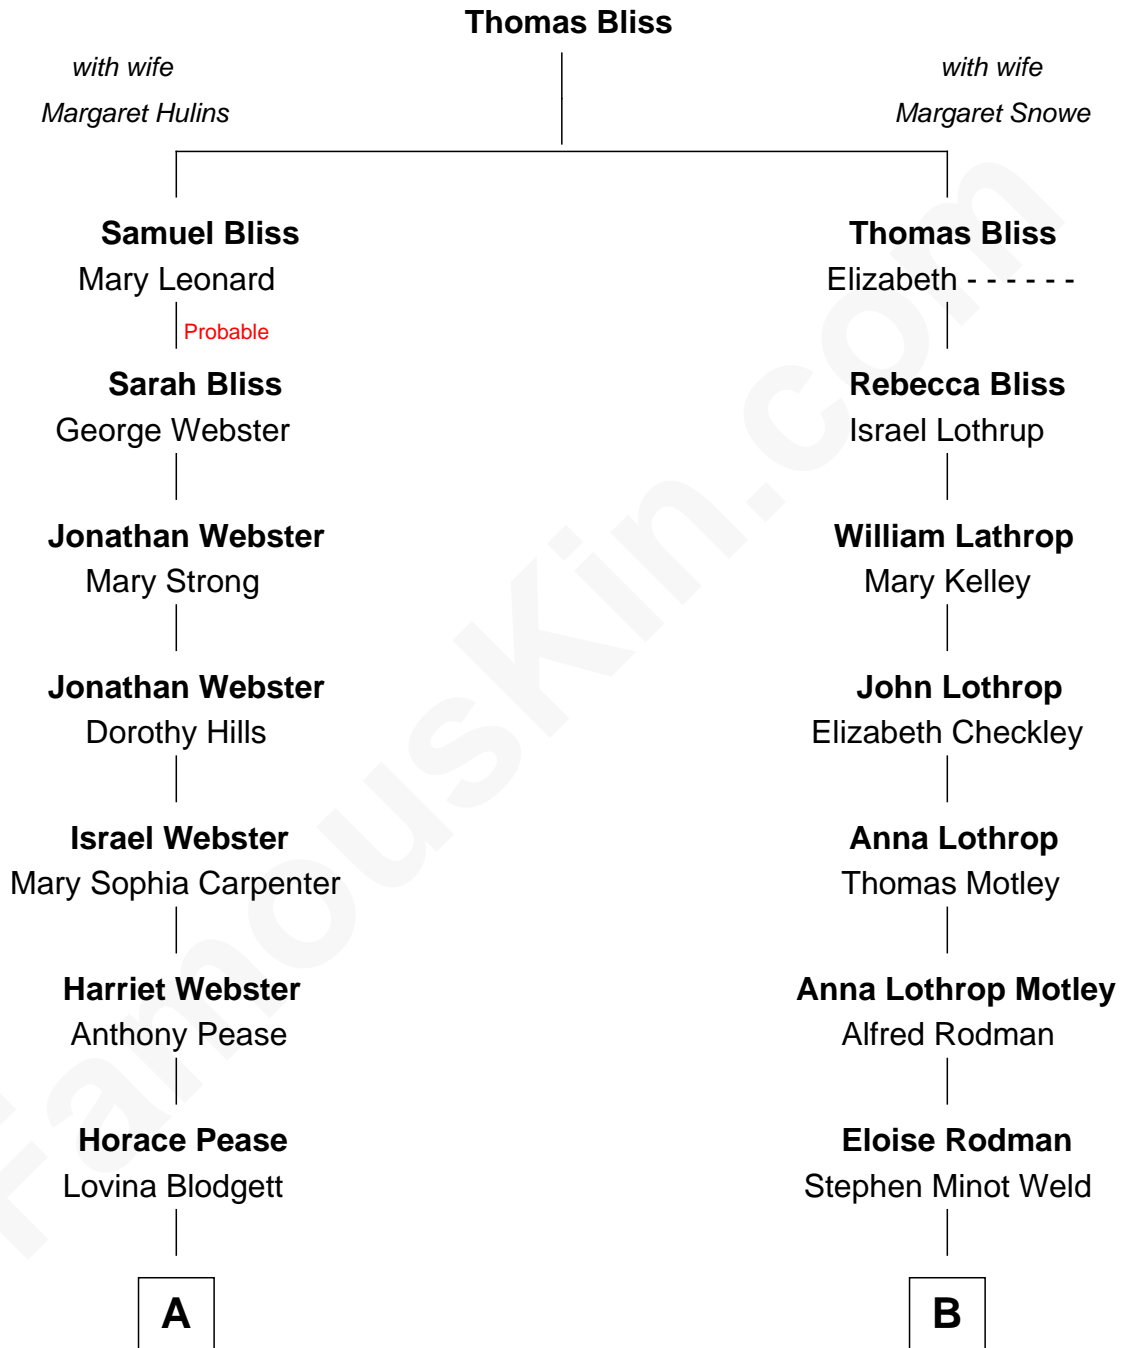 Thomas Bliss
with wife
Margaret Hulins
with wife
Margaret Snowe
Samuel Bliss
Mary Leonard
Probable
Sarah Bliss
George Webster
Jonathan Webster
Mary Strong
Jonathan Webster
Dorothy Hills
Israel Webster
Mary Sophia Carpenter
Harriet Webster
Anthony Pease
Horace Pease
Lovina Blodgett
A
Thomas Bliss
Elizabeth - - - - - -
Rebecca Bliss
Israel Lothrup
William Lathrop
Mary Kelley
John Lothrop
Elizabeth Checkley
Anna Lothrop
Thomas Motley
Anna Lothrop Motley
Alfred Rodman
Eloise Rodman
Stephen Minot Weld
B
FamousKin.com